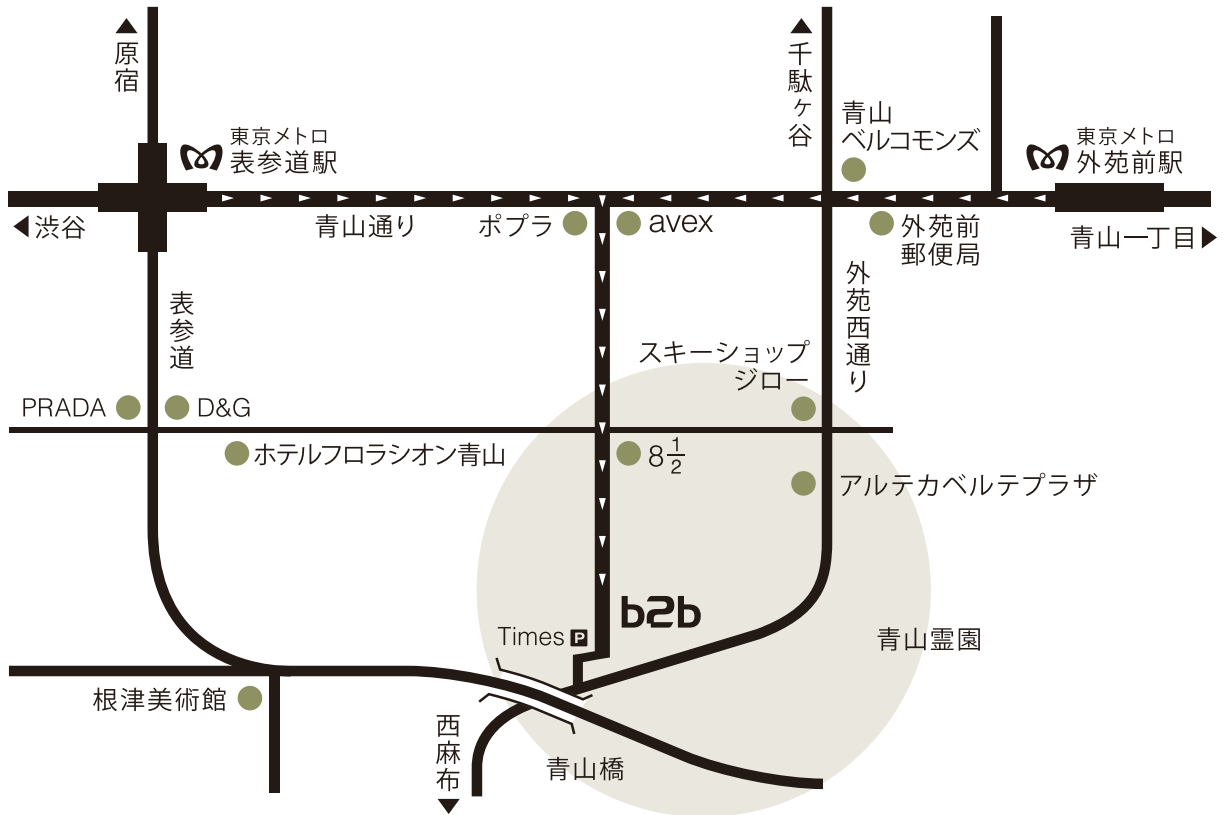 原宿
千駄ヶ谷
青山
ベルコモンズ
東京メトロ
表参道駅
東京メトロ
外苑前駅
渋谷
青山通り
ポプラ
avex
外苑前
郵便局
青山一丁目
表参道
外苑西通り
スキーショップ
ジロー
PRADA
D&G
ホテルフロラシオン青山
8 1/2
アルテカベルテプラザ
b2b
Times P
青山霊園
根津美術館
西麻布
青山橋